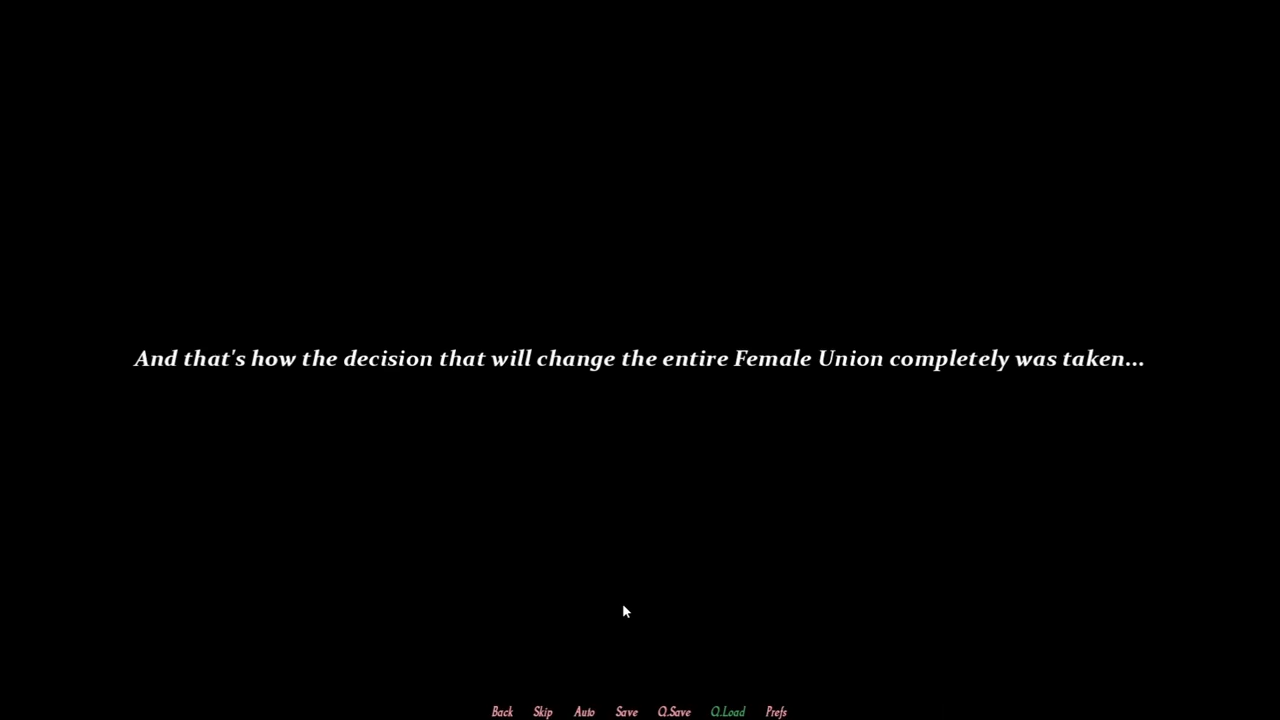 And that's how the decision that will change the entire Female Union completely was taken...
Back Skip Auto Save Q.Save Q.Load Prefs